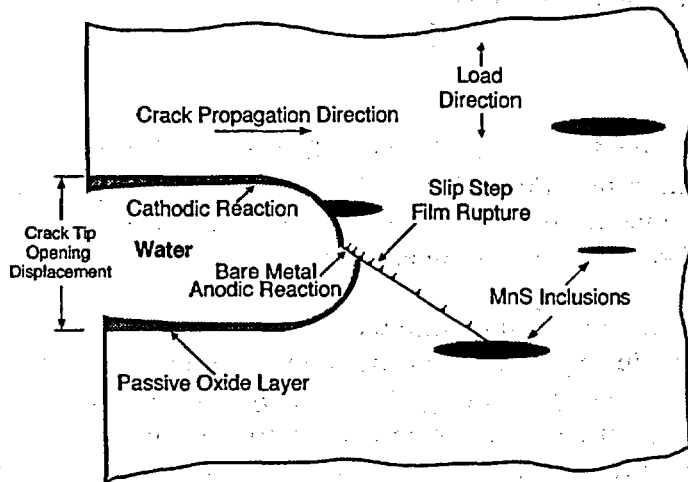 Load
Direction
Crack Propagation Direction
Slip Step
Film Rupture
Cathodic Reaction
Crack Tip
Opening
Displacement
Water
Bare Metal
Anodic Reaction
MnS Inclusions
Passive Oxide Layer